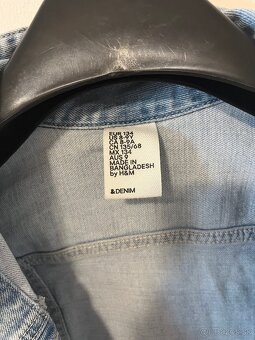 EUR 134
US 8-9Y
CA 8-9A
CN 135/68
MX 134
AUS 9
MADE IN
BANGLADESH
by H&M
&DENIM